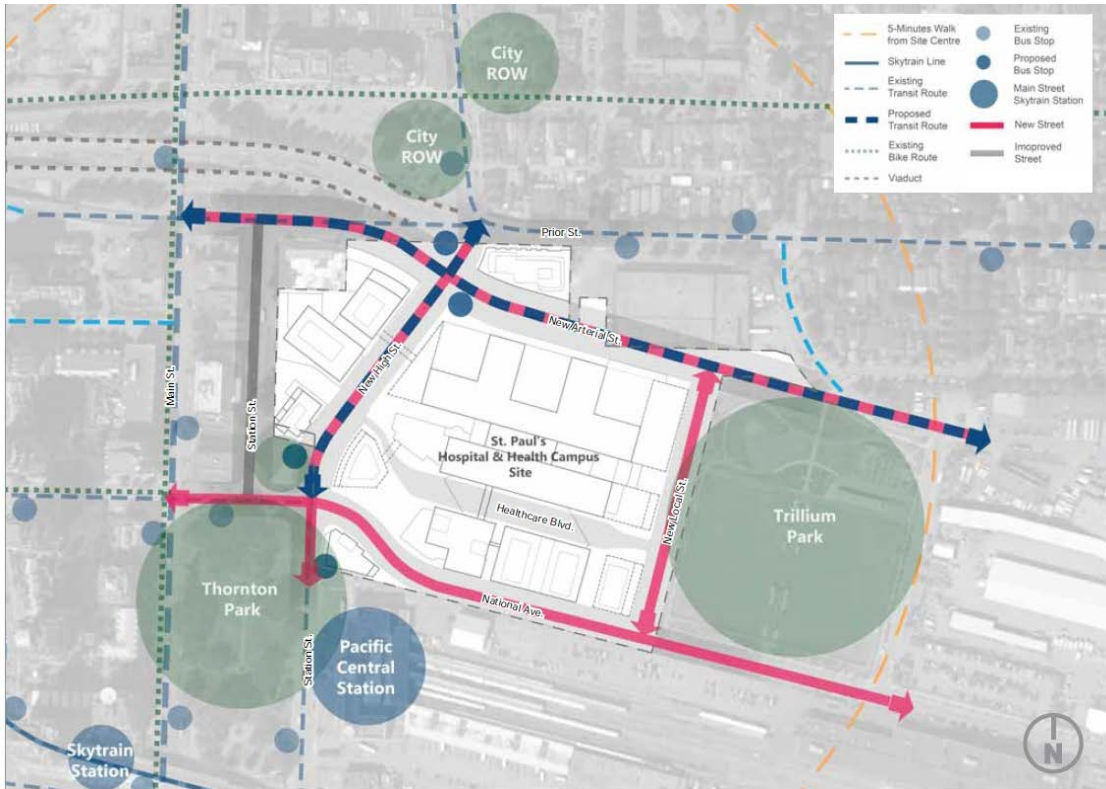 City
ROW
City
ROW
5-Minutes Walk
from Site Centre
Skytrain Line
Existing
Transit Route
Proposed
Transit Route
Existing
Bike Route
Viaduct
Existing
Bus Stop
Proposed
Bus Stop
Main Street
Skytrain Station
New Street
Imoproved
Street
Prior St.
New Arterial St.
New High St.
Main St.
Station St.
St. Paul's
Hospital & Health Campus
Site
Healthcare Blvd.
New Local St.
Trillium
Park
Thornton
Park
National Ave.
Station St.
Pacific
Central
Station
Skytrain
Station
N